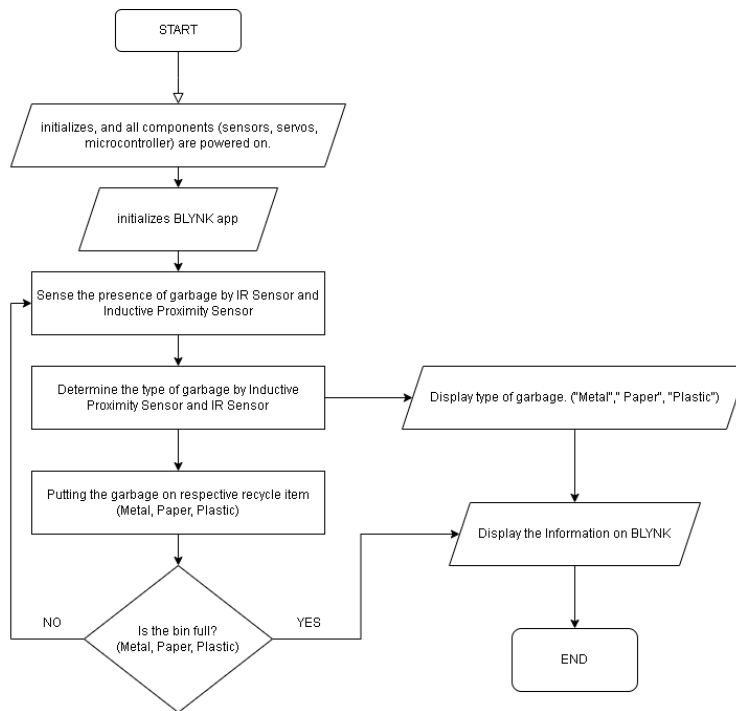 START
initializes, and all components (sensors, servos,
microcontroller) are powered on.
initializes BLYNK app
Sense the presence of garbage by IR Sensor and
Inductive Proximity Sensor
Determine the type of garbage by Inductive
Proximity Sensor and IR Sensor
Display type of garbage. ("Metal"," Paper", "Plastic")
Putting the garbage on respective recycle item
(Metal, Paper, Plastic)
Display the Information on BLYNK
NO
Is the bin full?
(Metal, Paper, Plastic)
YES
END